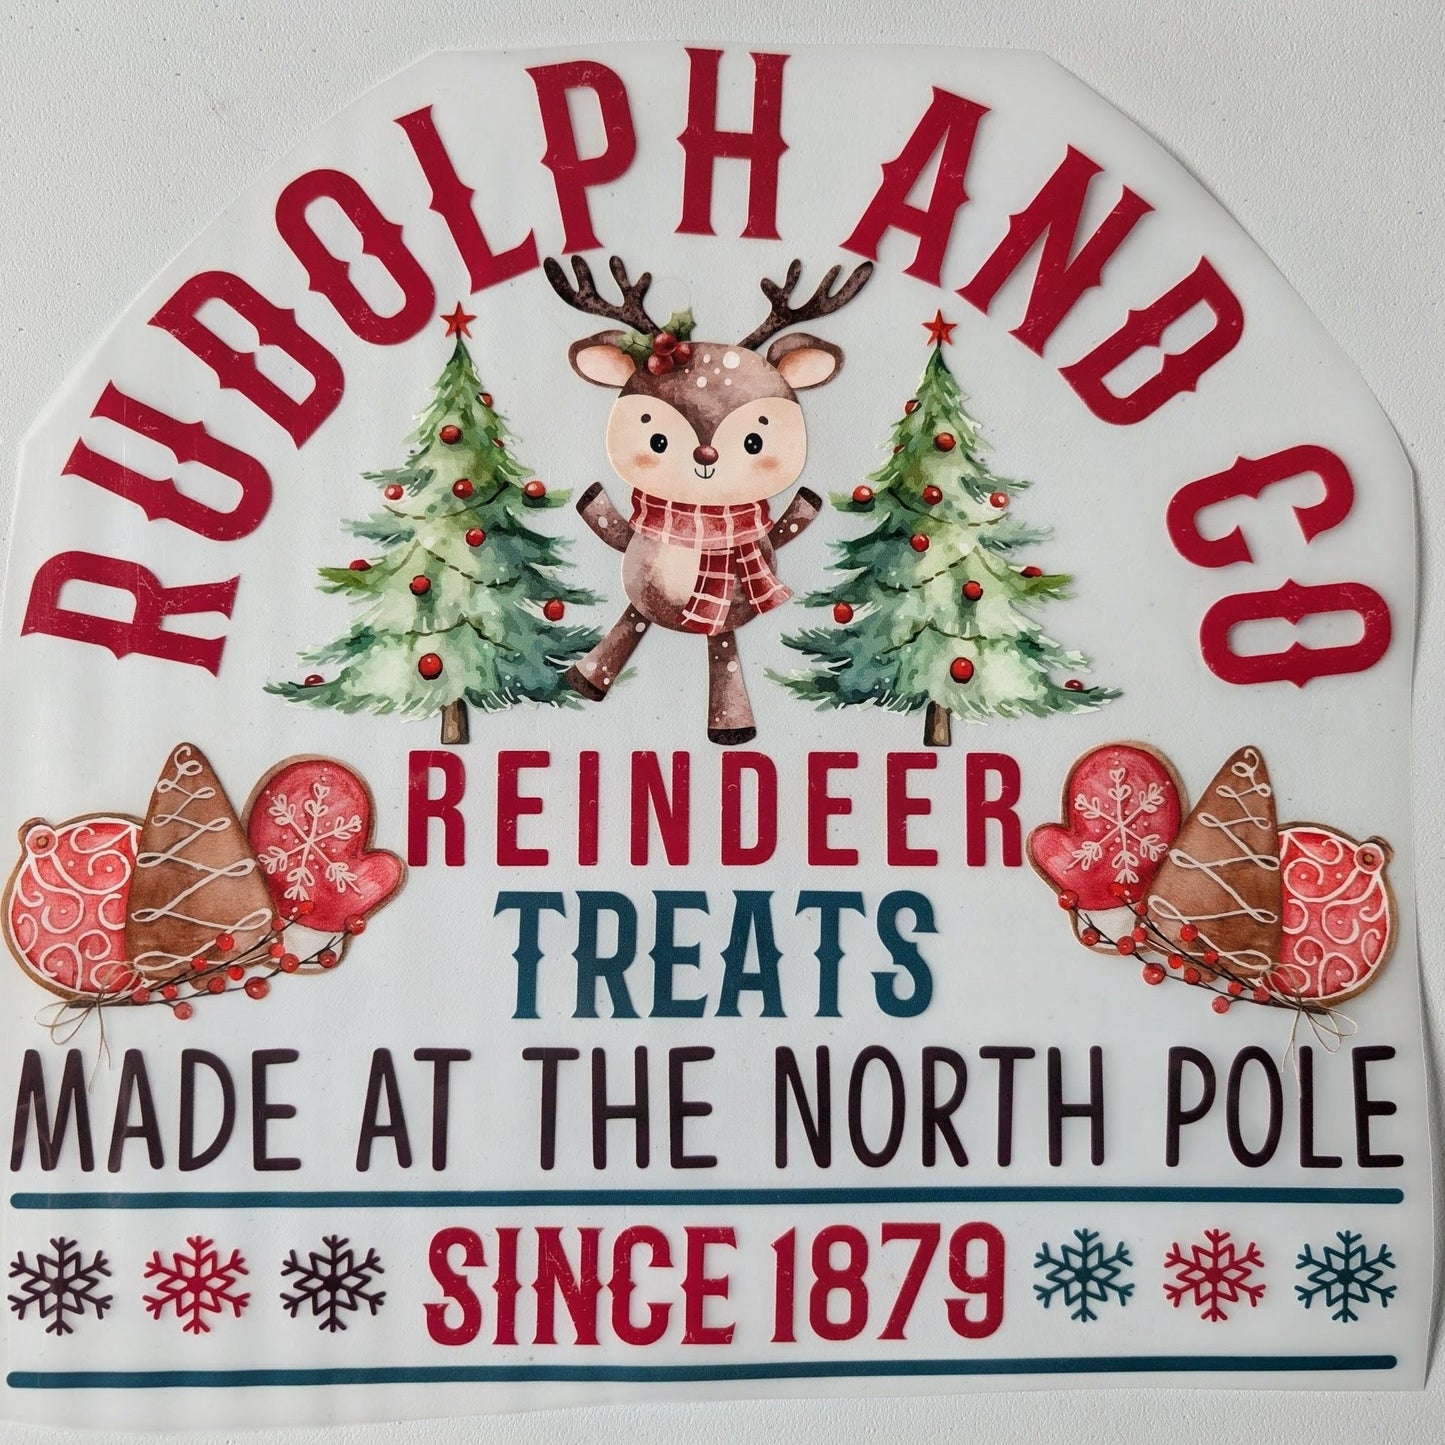 RUDOLPH AND CO
REINDEER
TREATS
MADE AT THE NORTH POLE
SINCE 1879